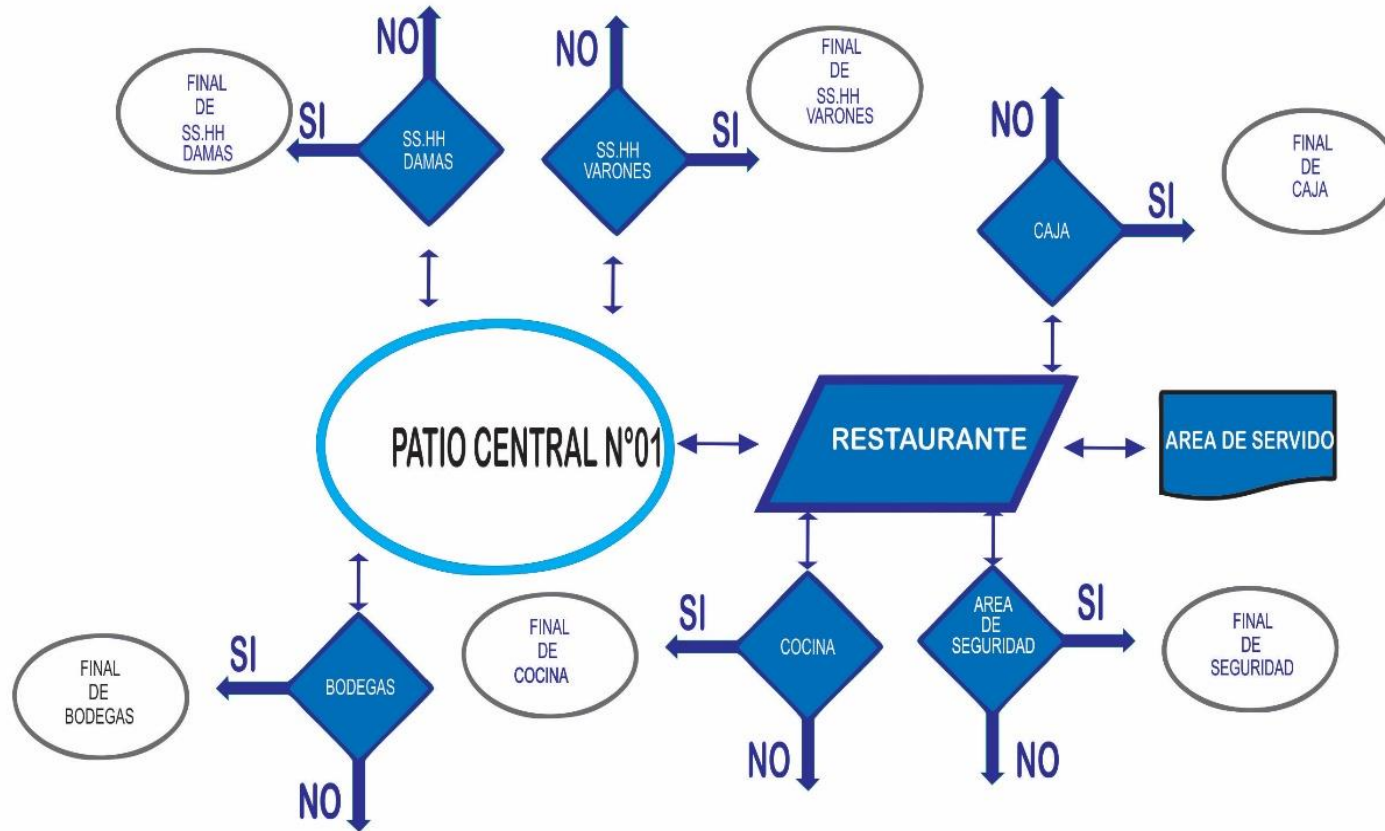 NO
FINAL
DE
SS.HH
DAMAS
SI
SS.HH
DAMAS
NO
SS.HH
VARONES
SI
FINAL
DE
SS.HH
VARONES
NO
CAJA
SI
FINAL
DE
CAJA
PATIO CENTRAL N°01
RESTAURANTE
AREA DE SERVIDO
FINAL
DE
BODEGAS
SI
BODEGAS
NO
FINAL
DE
COCINA
SI
COCINA
NO
AREA
DE
SEGURIDAD
SI
NO
FINAL
DE
SEGURIDAD